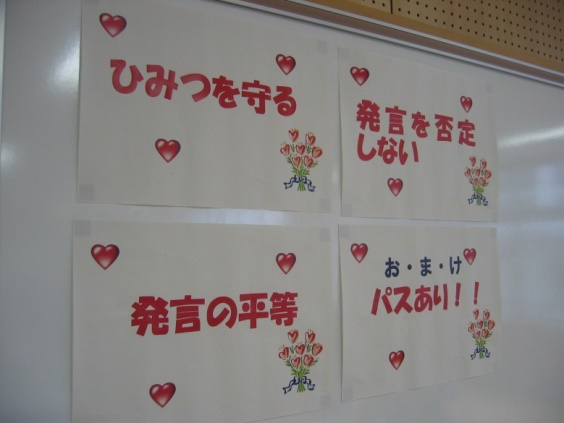 ひみつを守る
発言を否定
しない
発言の平等
お・ま・け
パスあり！！